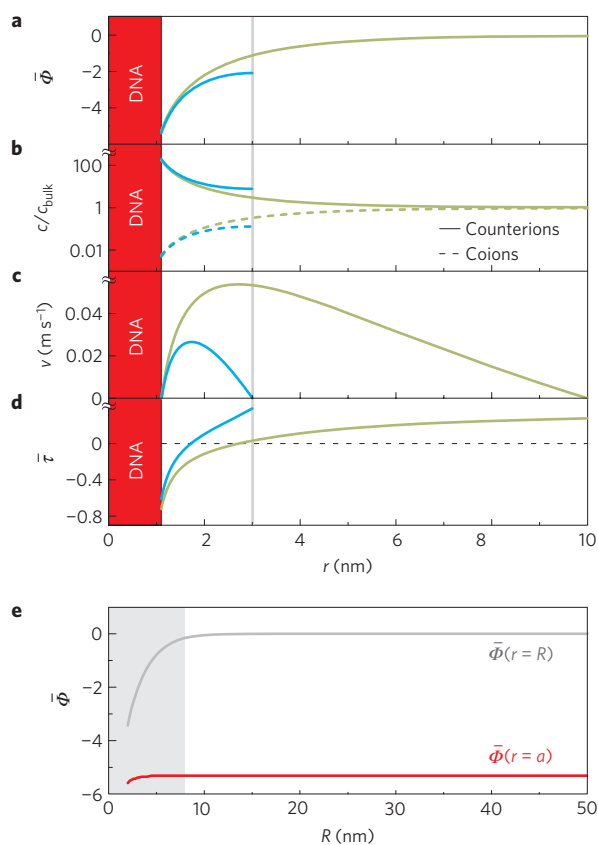 a
0
−2
−4
Φ̄
DNA
b
100
1
0.01
c/c_bulk
DNA
Counterions
Coions
c
0.04
0.02
0
v (m s⁻¹)
DNA
d
0
−0.4
−0.8
τ̄
DNA
0 2 4 6 8 10
r (nm)
e
0
−2
−4
−6
Φ̄
Φ̄(r = R)
Φ̄(r = a)
0 10 20 30 40 50
R (nm)